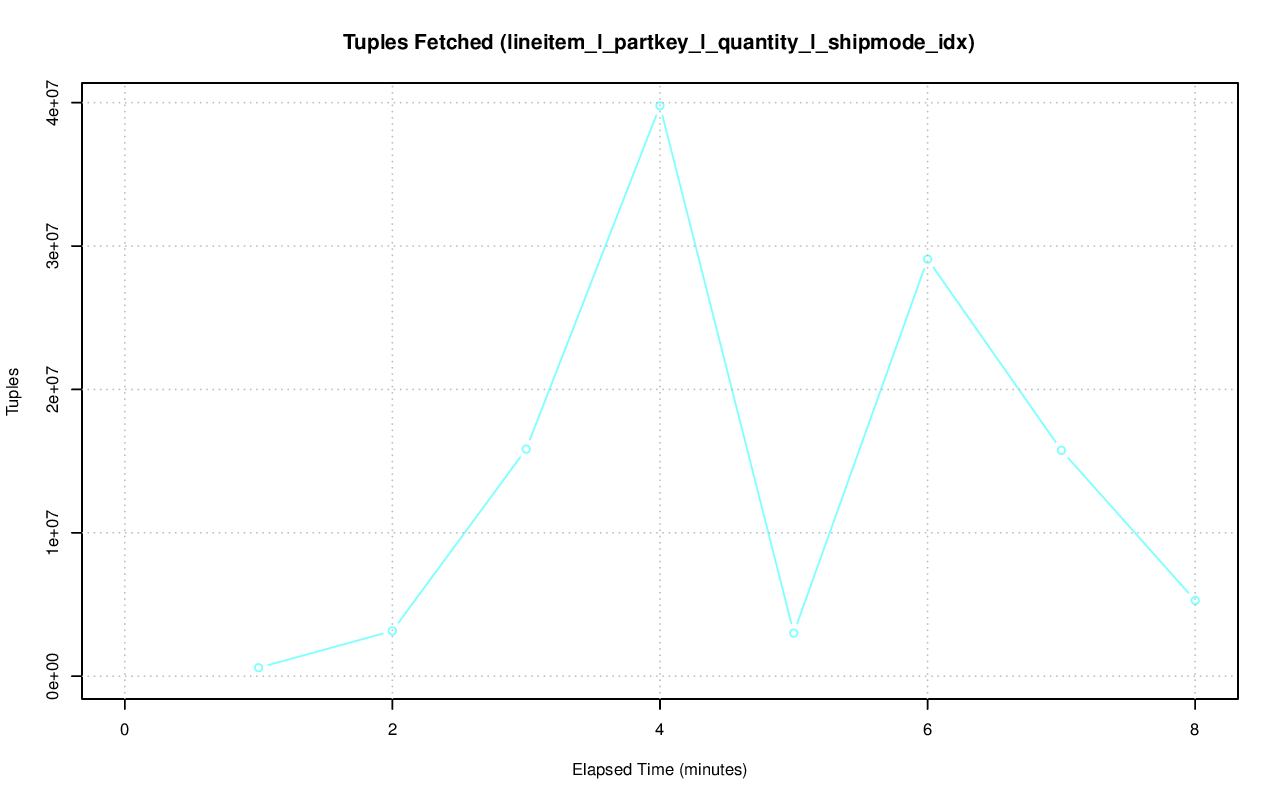 Tuples Fetched (lineitem_l_partkey_l_quantity_l_shipmode_idx)
4e+07
3e+07
2e+07
1e+07
0e+00
Tuples
0 2 4 6 8
Elapsed Time (minutes)